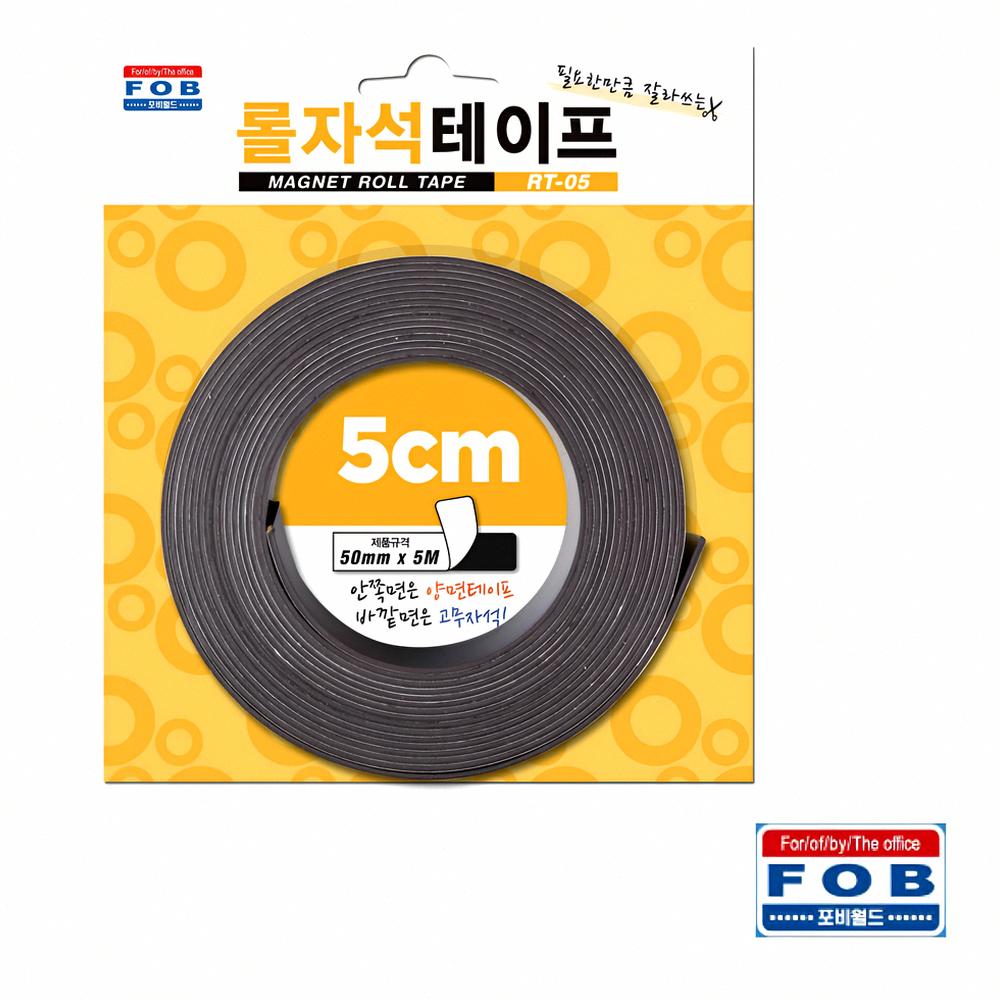 For/of/by/The office
FOB
포비월드
필요한만큼 잘라쓰는
롤자석테이프
MAGNET ROLL TAPE RT-05
5cm
제품규격
50mm x 5M
안쪽면은 양면테이프
바깥면은 고무자석!
For/of/by/The office
FOB
포비월드